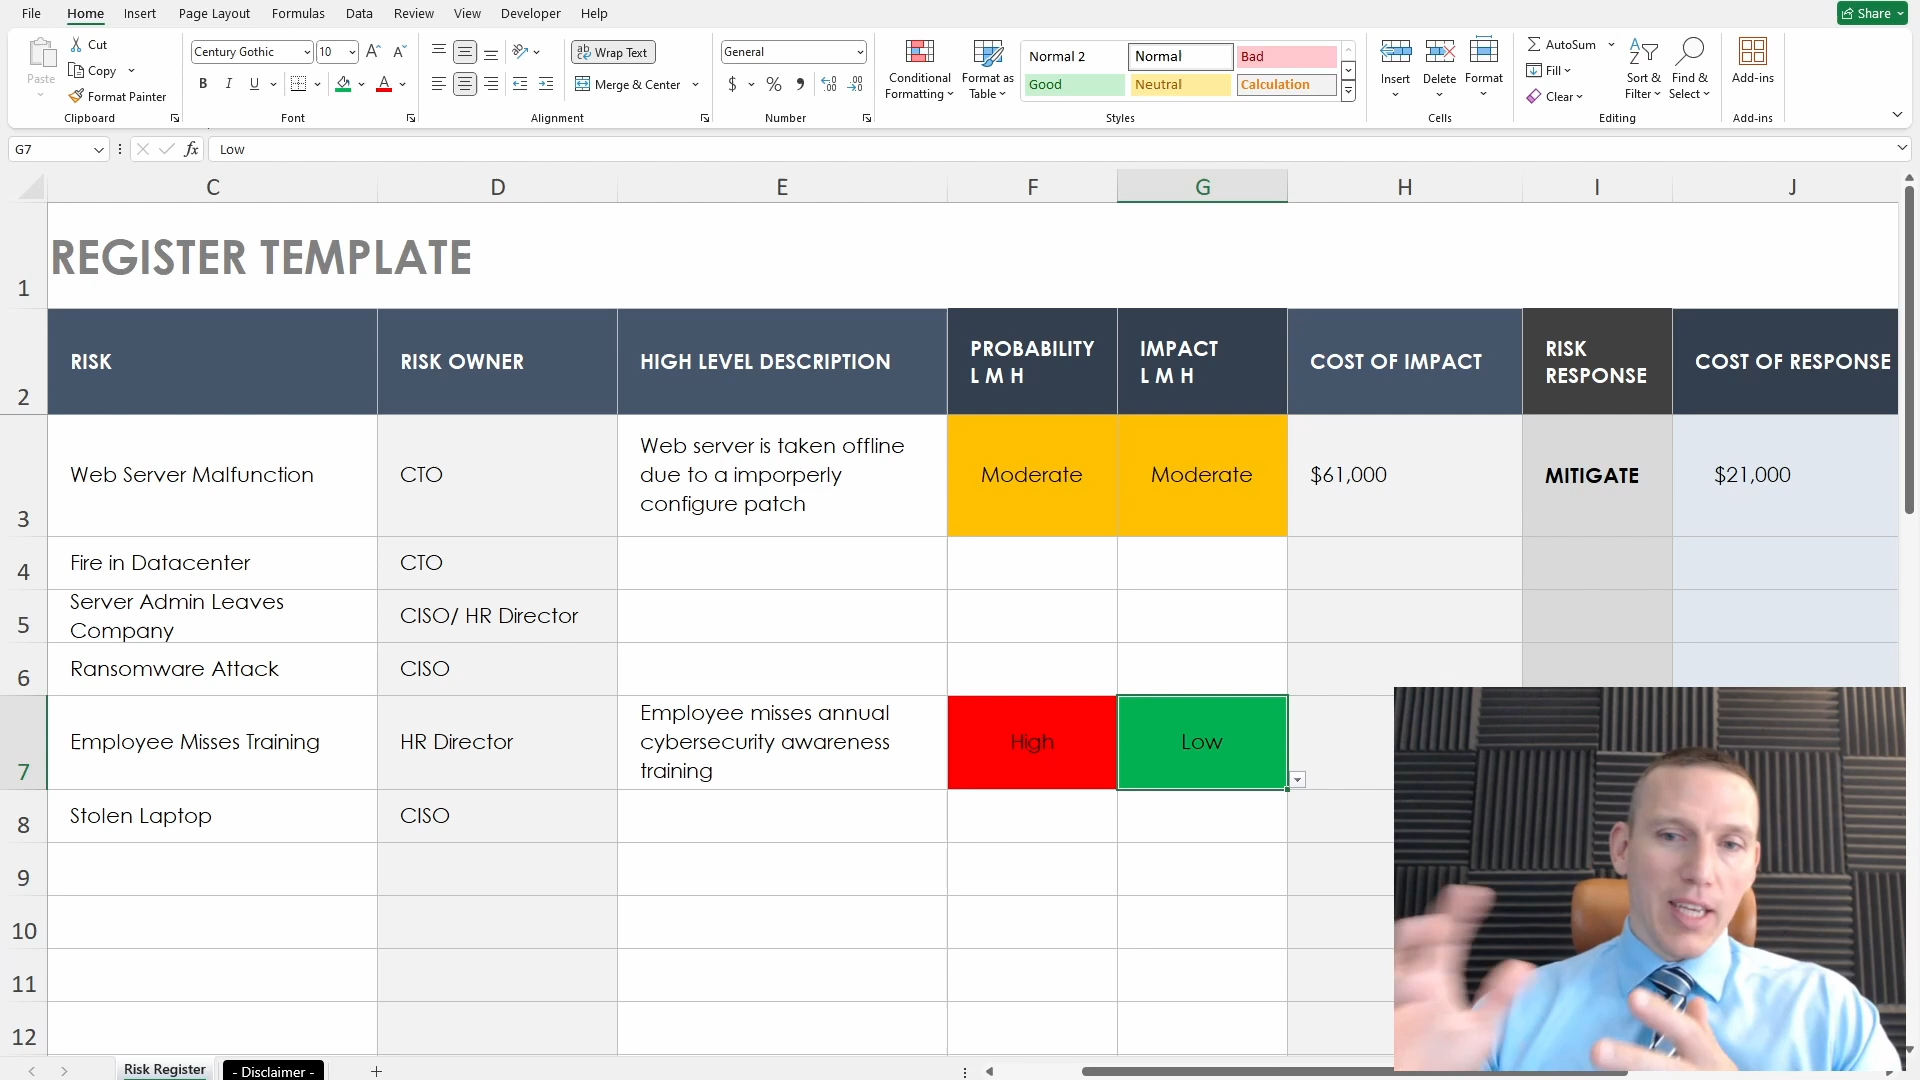 File Home Insert Page Layout Formulas Data Review View Developer Help Share
Cut
Copy
Format Painter
Paste
Clipboard
Century Gothic 10
B I U A
Font
Wrap Text
Merge & Center
Alignment
General
$ % ,
Number
Conditional Formatting
Format as Table
Normal 2 Normal Bad
Good Neutral Calculation
Styles
Insert Delete Format
Cells
AutoSum
Fill
Clear
Sort & Filter
Find & Select
Editing
Add-ins
Add-ins
G7 fx Low
C D E F G H I J
1 REGISTER TEMPLATE
2 RISK RISK OWNER HIGH LEVEL DESCRIPTION PROBABILITY L M H IMPACT L M H COST OF IMPACT RISK RESPONSE COST OF RESPONSE
3 Web Server Malfunction CTO Web server is taken offline due to a imporperly configure patch Moderate Moderate $61,000 MITIGATE $21,000
4 Fire in Datacenter CTO
5 Server Admin Leaves Company CISO/ HR Director
6 Ransomware Attack CISO
7 Employee Misses Training HR Director Employee misses annual cybersecurity awareness training High Low
8 Stolen Laptop CISO
9
10
11
12
Risk Register - Disclaimer -